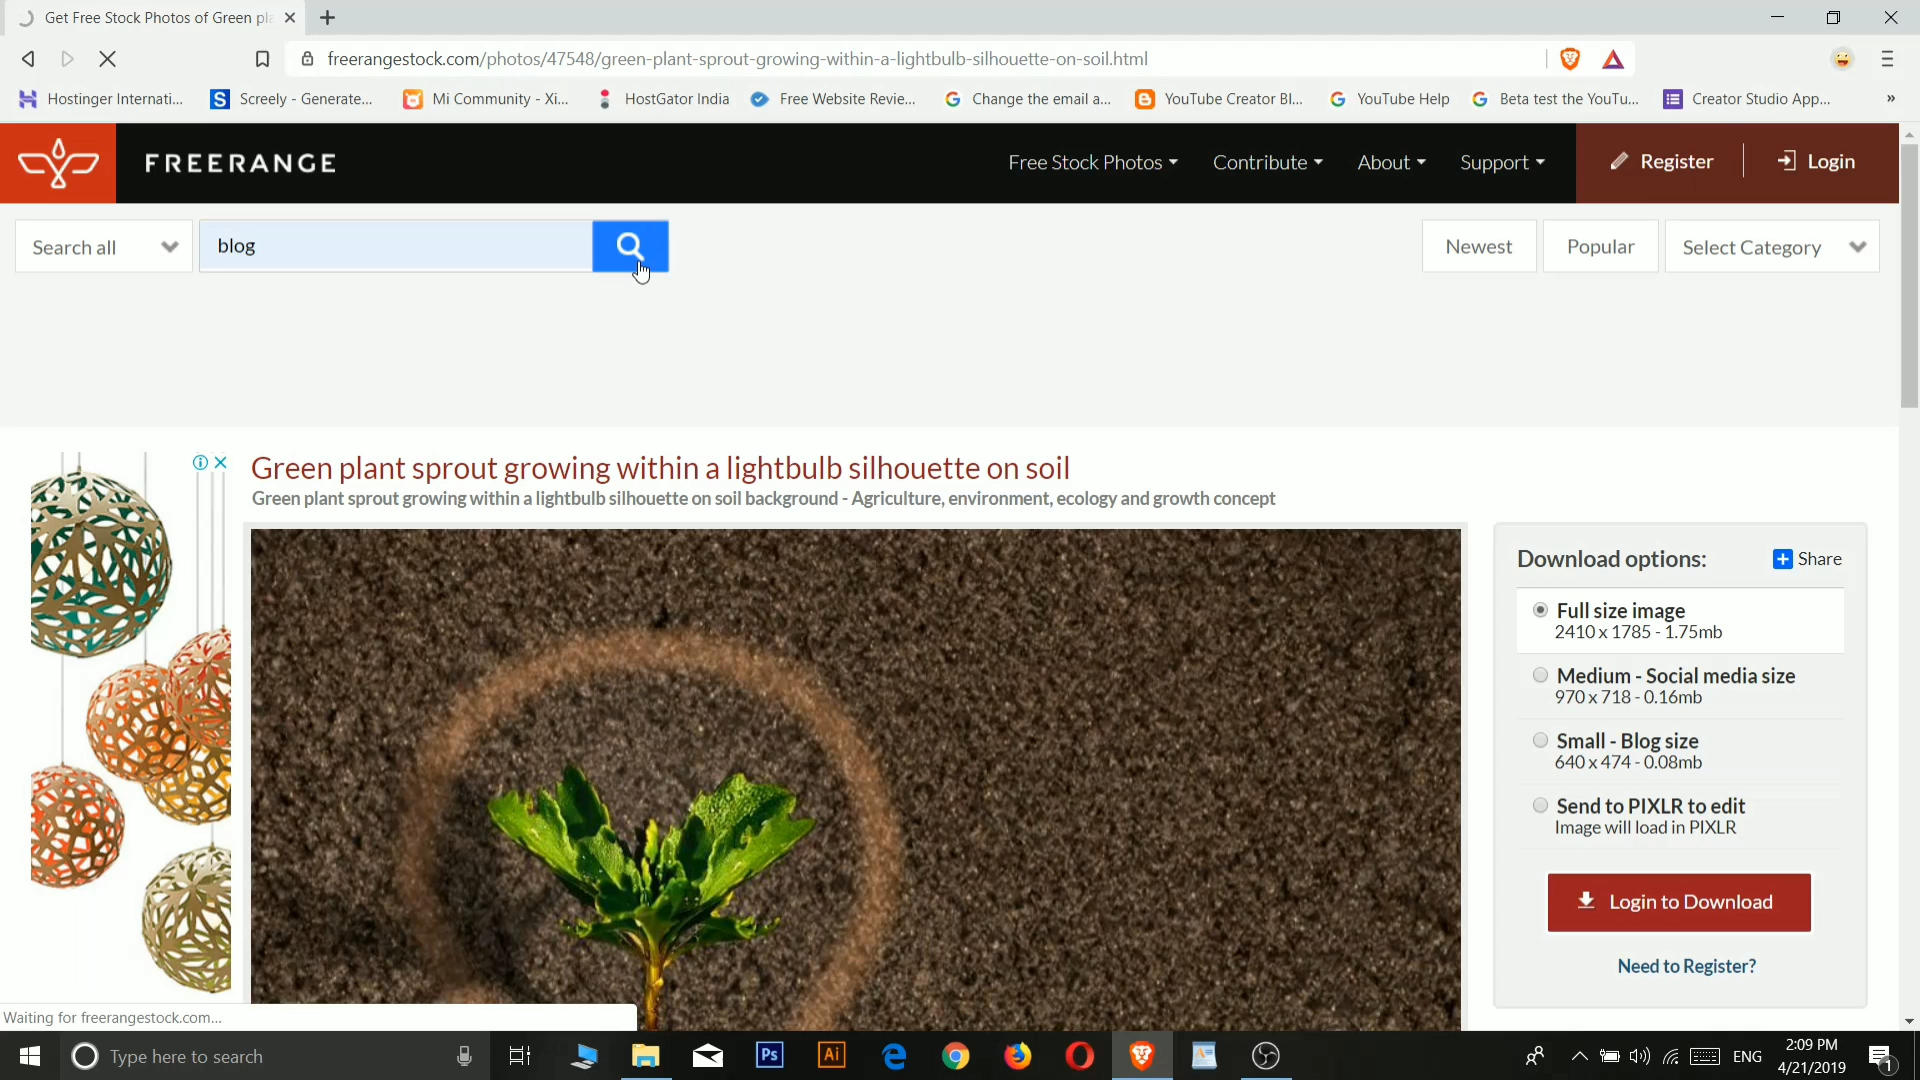 Get Free Stock Photos of Green pla
freerangestock.com/photos/47548/green-plant-sprout-growing-within-a-lightbulb-silhouette-on-soil.html
Hostinger Internati...
S Screely - Generate...
Mi Community - Xi...
HostGator India
Free Website Revie...
Change the email a...
YouTube Creator Bl...
YouTube Help
Beta test the YouTu...
Creator Studio App...
»
FREERANGE
Free Stock Photos
Contribute
About
Support
Register
Login
Search all
blog
Newest
Popular
Select Category
Green plant sprout growing within a lightbulb silhouette on soil
Green plant sprout growing within a lightbulb silhouette on soil background - Agriculture, environment, ecology and growth concept
Download options:
Share
Full size image
2410 x 1785 - 1.75mb
Medium - Social media size
970 x 718 - 0.16mb
Small - Blog size
640 x 474 - 0.08mb
Send to PIXLR to edit
Image will load in PIXLR
Login to Download
Need to Register?
Waiting for freerangestock.com...
Type here to search
Ps
Ai
ENG
2:09 PM
4/21/2019
1